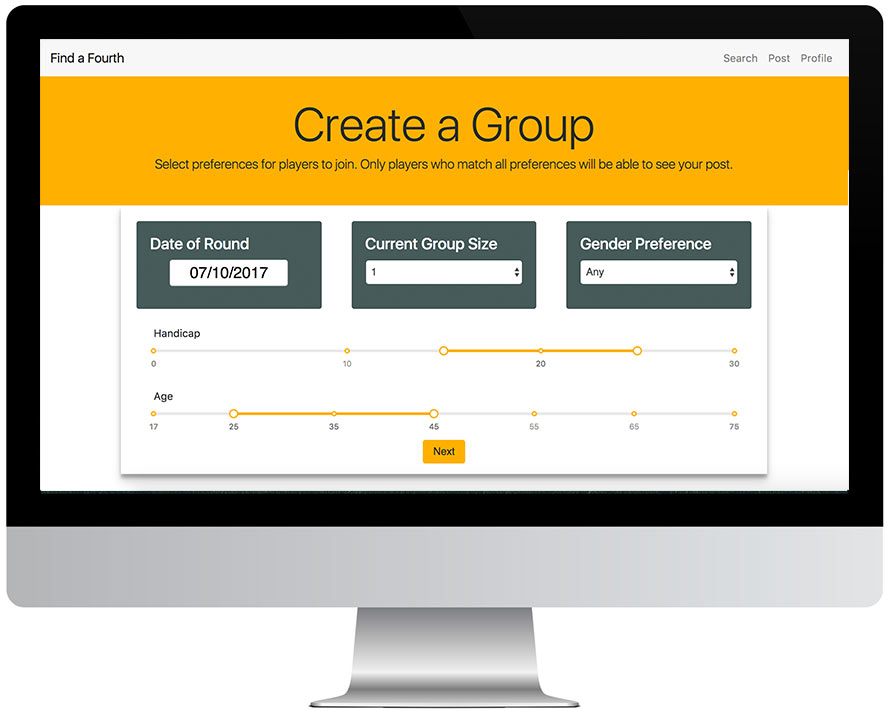 Find a Fourth
Search Post Profile
Create a Group
Select preferences for players to join. Only players who match all preferences will be able to see your post.
Date of Round
Current Group Size
Gender Preference
07/10/2017
1
Any
Handicap
0 10 20 30
Age
17 25 35 45 55 65 75
Next